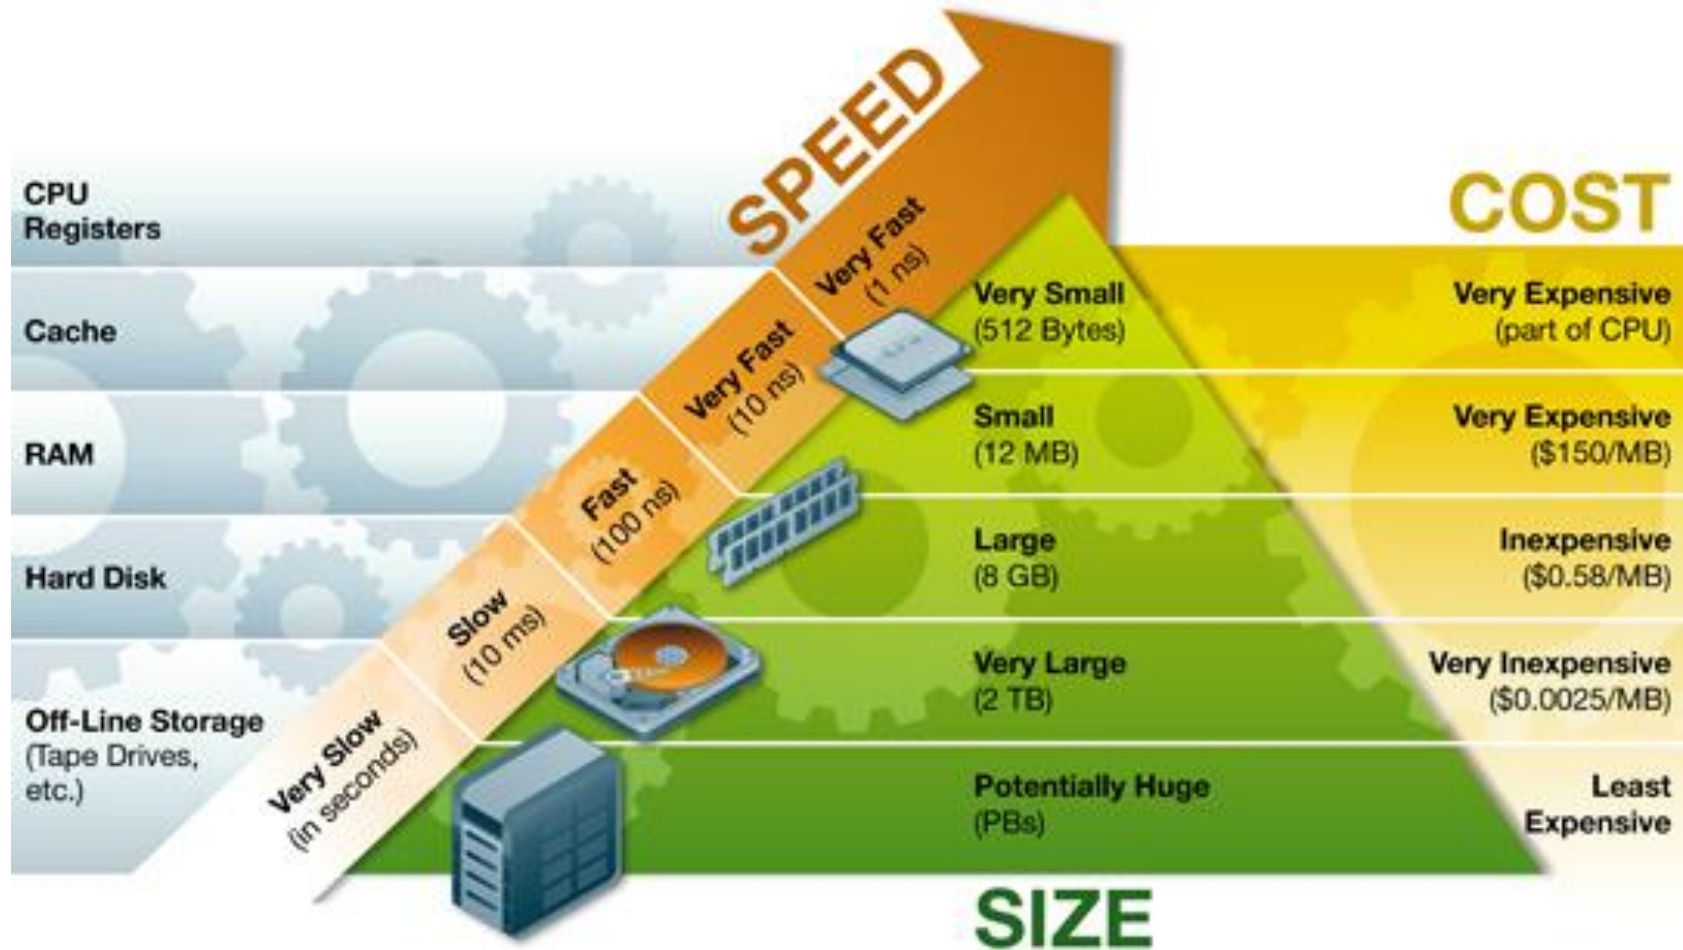 SPEED
COST
CPU
Registers
Very Fast
(1 ns)
Very Small
(512 Bytes)
Very Expensive
(part of CPU)
Cache
Very Fast
(10 ns)
Small
(12 MB)
Very Expensive
($150/MB)
RAM
Fast
(100 ns)
Large
(8 GB)
Inexpensive
($0.58/MB)
Hard Disk
Slow
(10 ms)
Very Large
(2 TB)
Very Inexpensive
($0.0025/MB)
Off-Line Storage
(Tape Drives,
etc.)
Very Slow
(in seconds)
Potentially Huge
(PBs)
Least
Expensive
SIZE